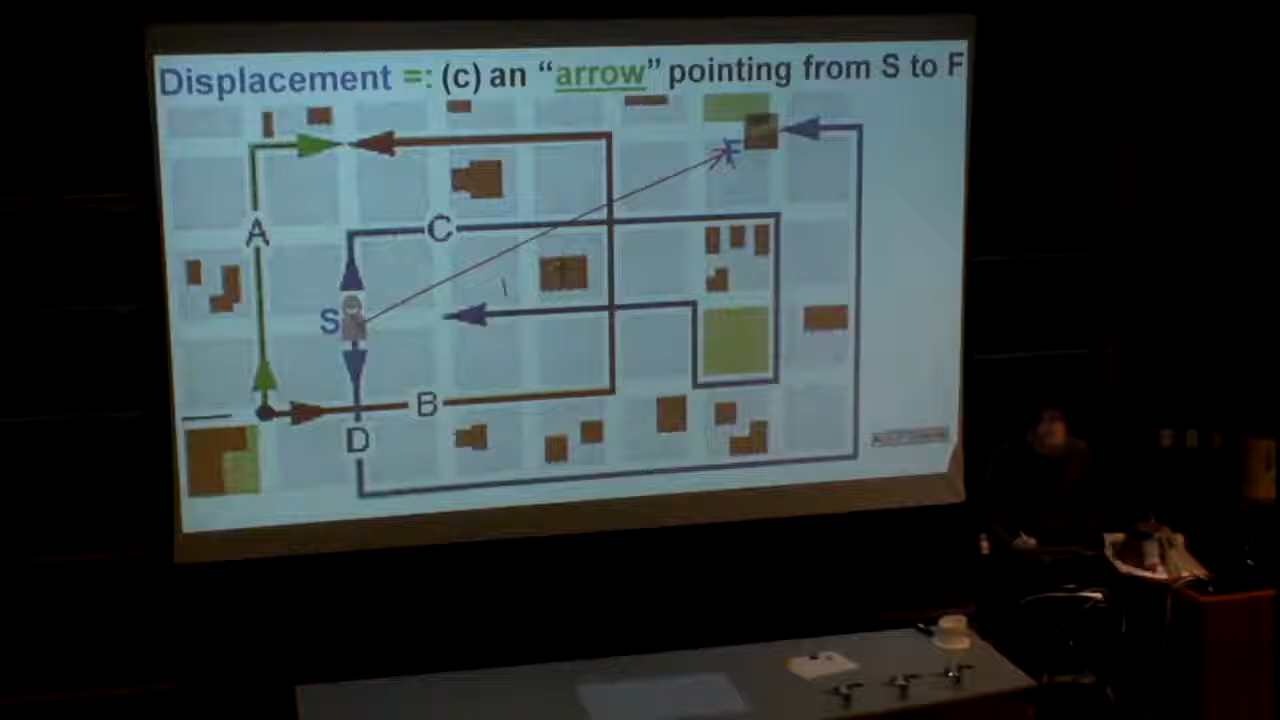 Displacement =: (c) an “arrow” pointing from S to F
F
A
C
S
B
D